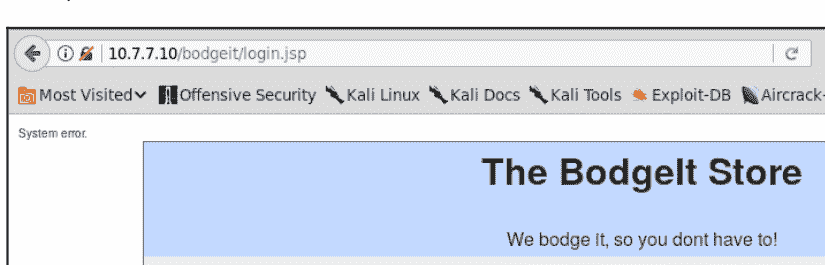 10.7.7.10/bodgeit/login.jsp
Most Visited Offensive Security Kali Linux Kali Docs Kali Tools Exploit-DB Aircrack-
System error.
The BodgeIt Store
We bodge it, so you dont have to!